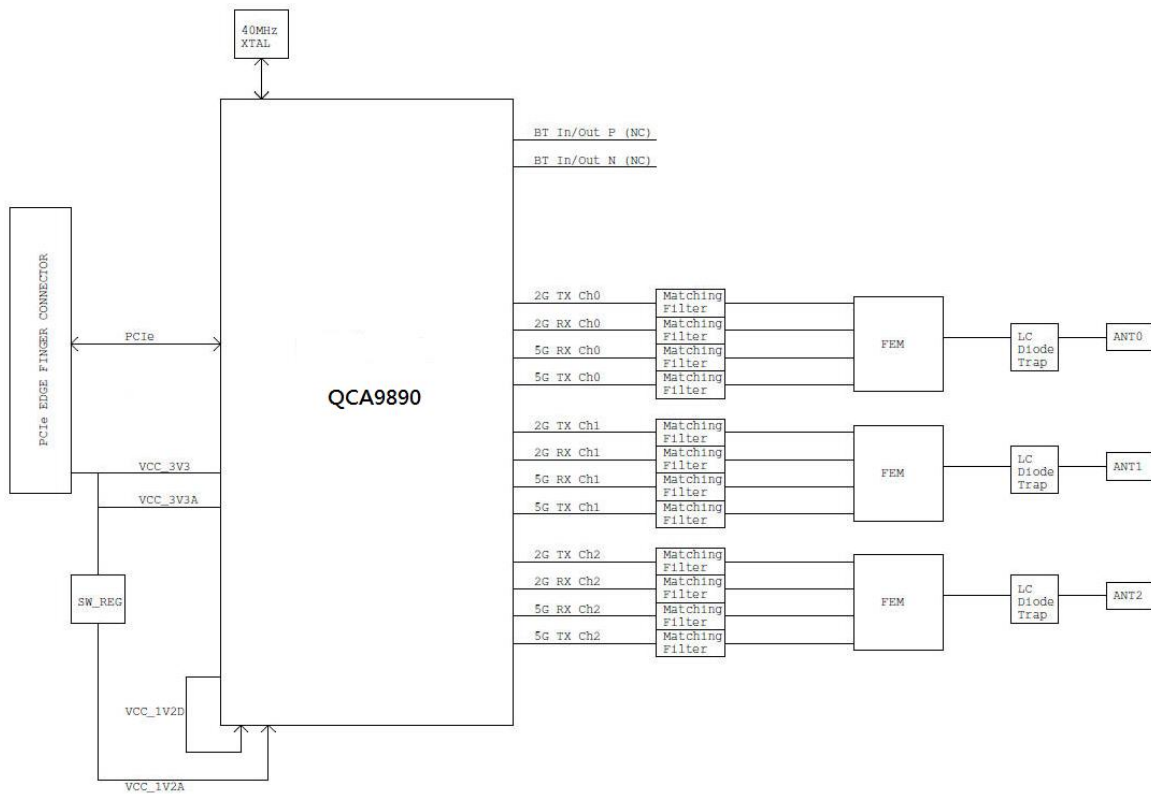 40MHz
XTAL
BT In/Out P (NC)
BT In/Out N (NC)
PCIe EDGE FINGER CONNECTOR
PCIe
QCA9890
VCC_3V3
VCC_3V3A
SW_REG
VCC_1V2D
VCC_1V2A
2G TX Ch0
Matching
Filter
2G RX Ch0
Matching
Filter
5G RX Ch0
Matching
Filter
5G TX Ch0
Matching
Filter
FEM
LC
Diode
Trap
ANT0
2G TX Ch1
Matching
Filter
2G RX Ch1
Matching
Filter
5G RX Ch1
Matching
Filter
5G TX Ch1
Matching
Filter
FEM
LC
Diode
Trap
ANT1
2G TX Ch2
Matching
Filter
2G RX Ch2
Matching
Filter
5G RX Ch2
Matching
Filter
5G TX Ch2
Matching
Filter
FEM
LC
Diode
Trap
ANT2